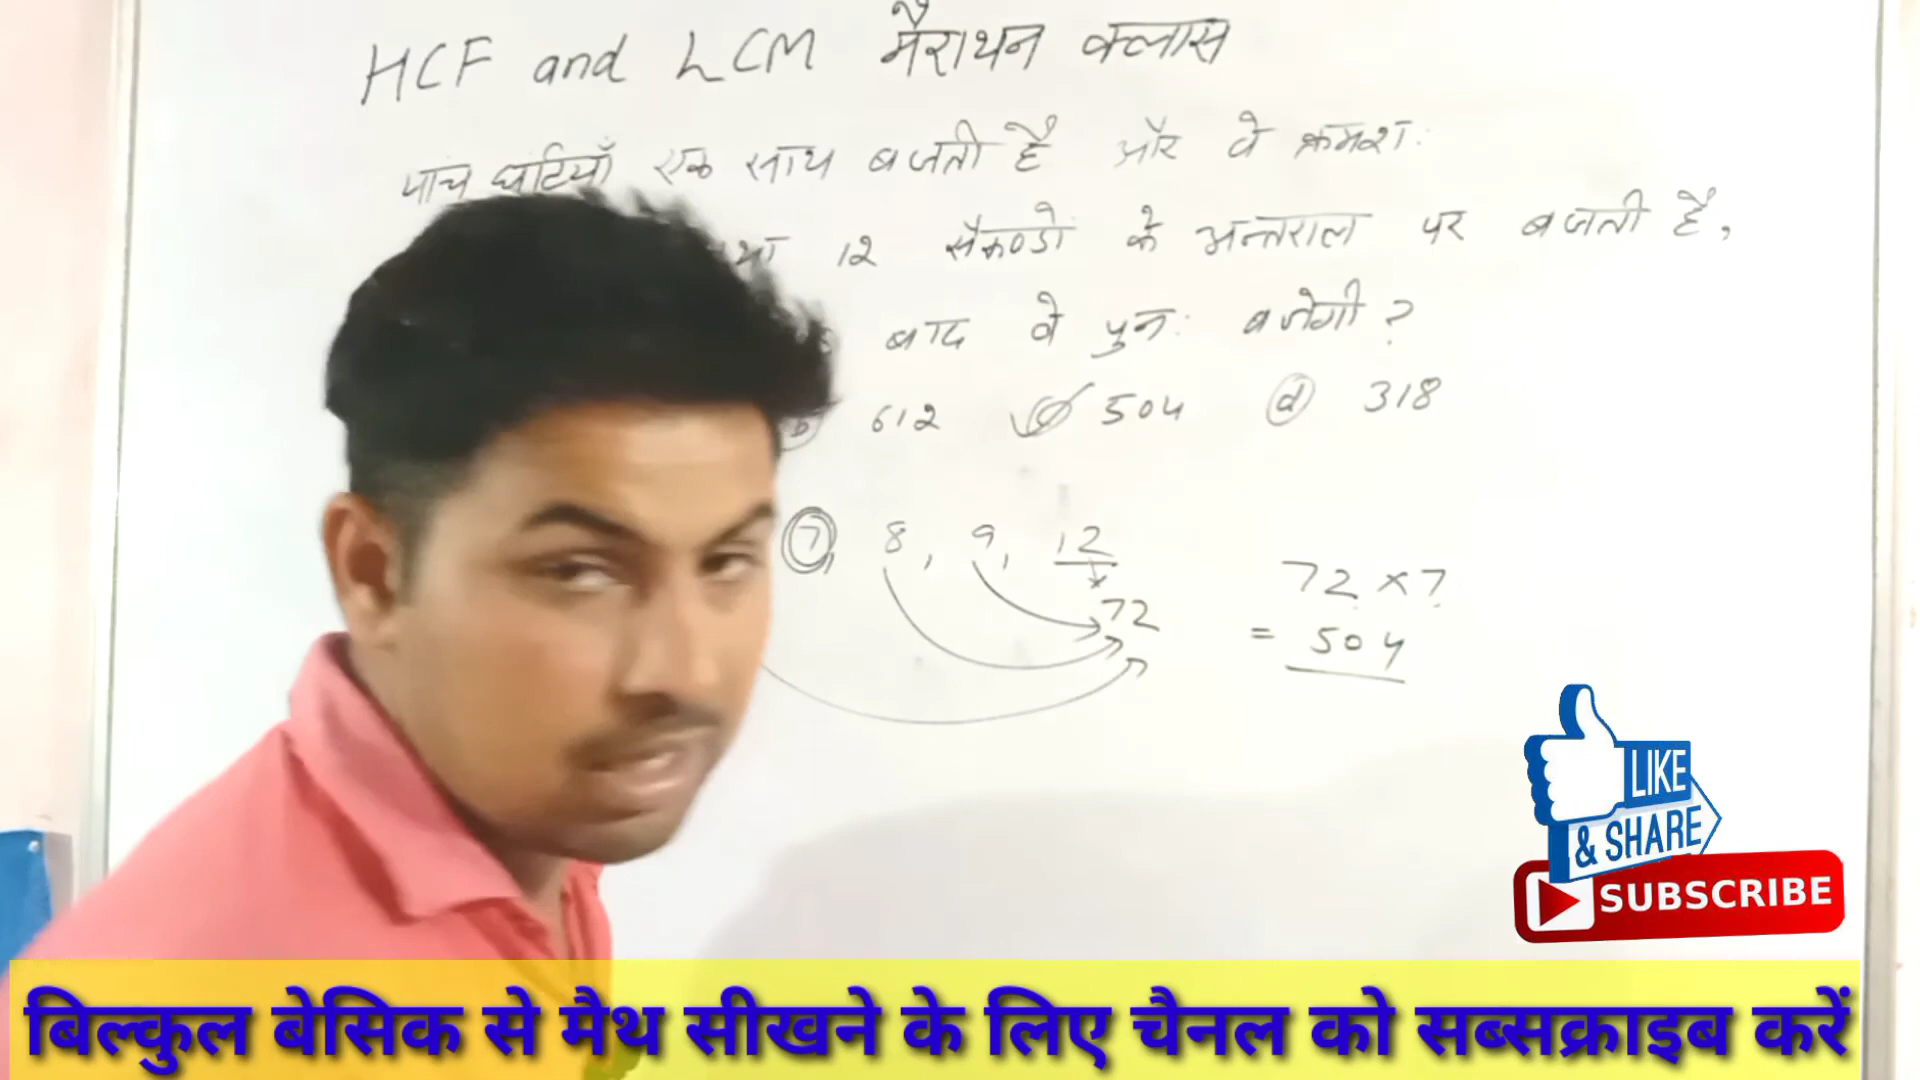 HCF and LCM मैराथन क्लास
पांच घंटियाँ एक साथ बजती है और वे क्रमश:
12 सैकण्डो के अन्तराल पर बजती है,
बाद वे पुन: बजेगी ?
b 612 c 504 d 318
7, 8, 9, 12
72
72 × 7
= 504
LIKE
& SHARE
SUBSCRIBE
बिल्कुल बेसिक से मैथ सीखने के लिए चैनल को सब्सक्राइब करें